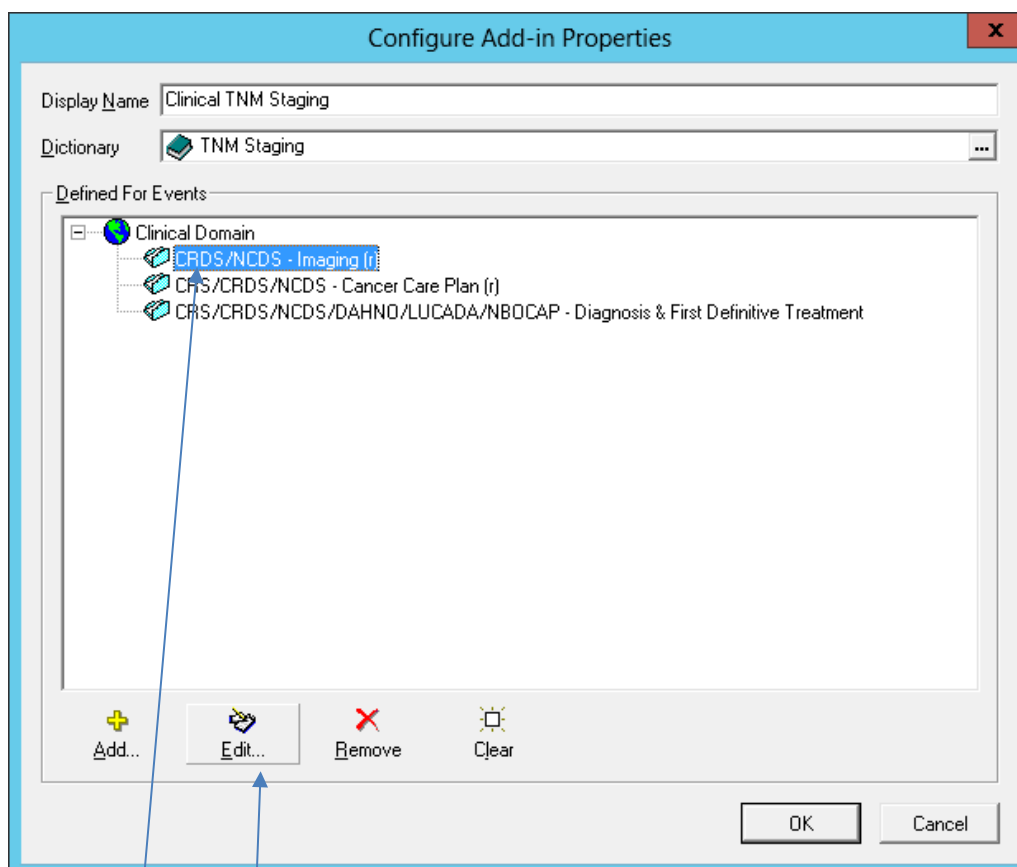 Configure Add-in Properties
x
Display Name Clinical TNM Staging
Dictionary TNM Staging ...
Defined For Events
Clinical Domain
CRDS/NCDS - Imaging (r)
CRS/CRDS/NCDS - Cancer Care Plan (r)
CRS/CRDS/NCDS/DAHNO/LUCADA/NBOCAP - Diagnosis & First Definitive Treatment
Add... Edit... Remove Clear
OK Cancel